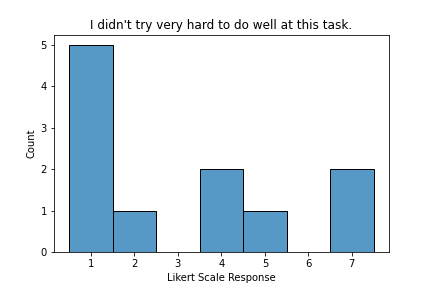 I didn't try very hard to do well at this task.
5
4
3
2
1
0
Count
1 2 3 4 5 6 7
Likert Scale Response